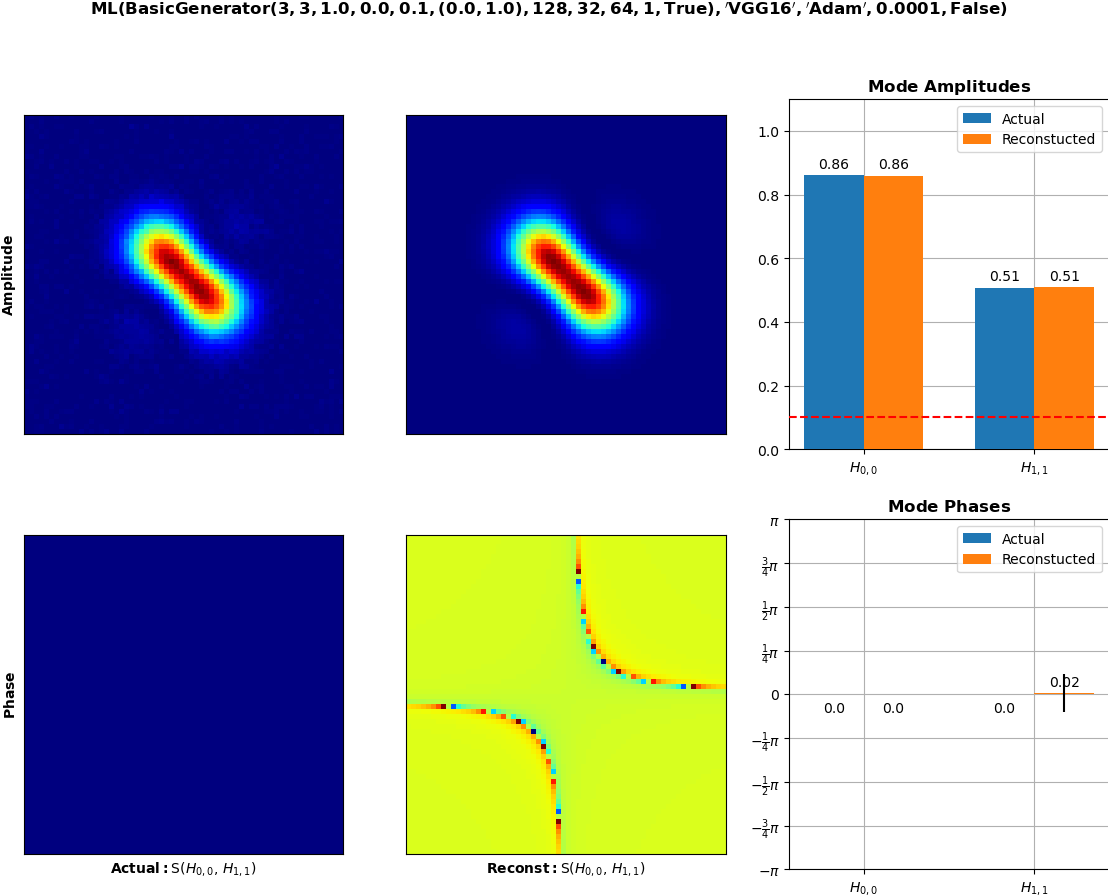 ML(BasicGenerator(3, 3, 1.0, 0.0, 0.1, (0.0, 1.0), 128, 32, 64, 1, True), ′VGG16′, ′Adam′, 0.0001, False)
Amplitude
Mode Amplitudes
Actual
Reconstucted
1.0
0.8
0.6
0.4
0.2
0.0
0.86
0.86
0.51
0.51
H0,0
H1,1
Phase
Actual: S(H0,0, H1,1)
Reconst: S(H0,0, H1,1)
Mode Phases
Actual
Reconstucted
π
3/4π
1/2π
1/4π
0
−1/4π
−1/2π
−3/4π
−π
0.0
0.0
0.0
0.02
H0,0
H1,1